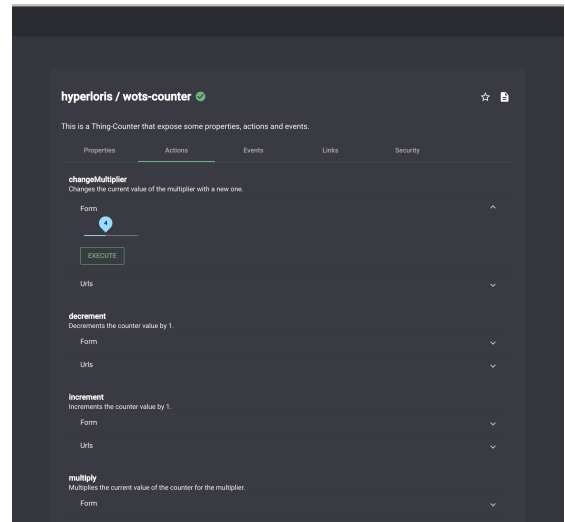 hyperloris / wots-counter
This is a Thing-Counter that expose some properties, actions and events.
Properties Actions Events Links Security
changeMultiplier
Changes the current value of the multiplier with a new one.
Form
4
EXECUTE
Urls
decrement
Decrements the counter value by 1.
Form
Urls
increment
Increments the counter value by 1.
Form
Urls
multiply
Multiplies the current value of the counter for the multiplier.
Form